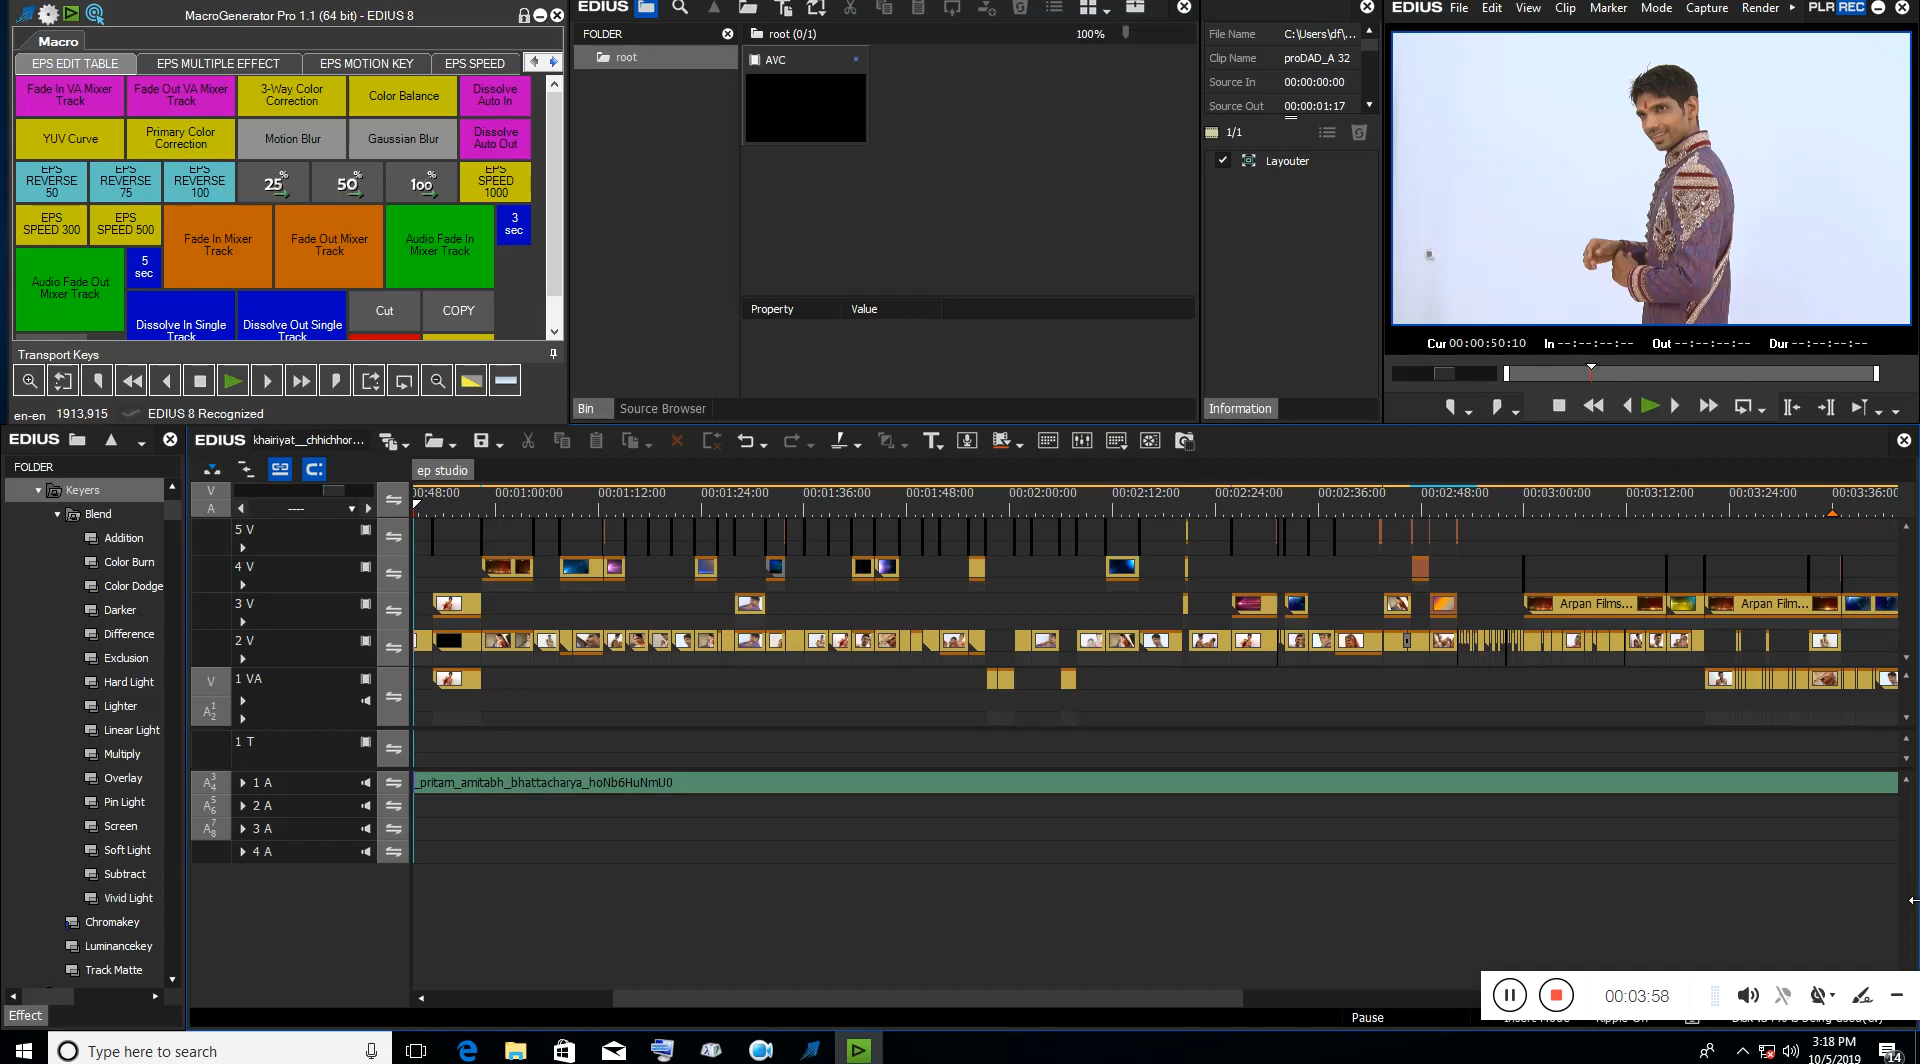 MacroGenerator Pro 1.1 (64 bit) - EDIUS 8
Macro
EPS EDIT TABLE
EPS MULTIPLE EFFECT
EPS MOTION KEY
EPS SPEED
Fade In VA Mixer Track
Fade Out VA Mixer Track
3-Way Color Correction
Color Balance
Dissolve Auto In
YUV Curve
Primary Color Correction
Motion Blur
Gaussian Blur
Dissolve Auto Out
EPS REVERSE 50
EPS REVERSE 75
EPS REVERSE 100
25%
50%
100%
EPS SPEED 1000
EPS SPEED 300
EPS SPEED 500
Fade In Mixer Track
Fade Out Mixer Track
Audio Fade In Mixer Track
3 sec
Audio Fade Out Mixer Track
5 sec
Dissolve In Single Track
Dissolve Out Single Track
Cut
COPY
Transport Keys
en-en 1913,915 EDIUS 8 Recognized
EDIUS
FOLDER
root (0/1)
100%
root
AVC
Property
Value
Bin
Source Browser
File Name C:\Users\df\...
Clip Name proDAD_A 32
Source In 00:00:00:00
Source Out 00:00:01:17
1/1
Layouter
Information
EDIUS File Edit View Clip Marker Mode Capture Render PLR REC
Cur 00:00:50:10 In --:--:--:-- Out --:--:--:-- Dur --:--:--:--
EDIUS
FOLDER
Keyers
Blend
Addition
Color Burn
Color Dodge
Darker
Difference
Exclusion
Hard Light
Lighter
Linear Light
Multiply
Overlay
Pin Light
Screen
Soft Light
Subtract
Vivid Light
Chromakey
Luminancekey
Track Matte
Effect
EDIUS khairiyat__chhichhor...
ep studio
00:48:00 00:01:00:00 00:01:12:00 00:01:24:00 00:01:36:00 00:01:48:00 00:02:00:00 00:02:12:00 00:02:24:00 00:02:36:00 00:02:48:00 00:03:00:00 00:03:12:00 00:03:24:00 00:03:36:00
V
A
----
5 V
4 V
3 V
Arpan Films...
Arpan Film...
2 V
V
1 VA
A 1 2
1 T
A 3 4 1 A
_pritam_amitabh_bhattacharya_hoNb6HuNmU0
A 5 6 2 A
A 7 8 3 A
4 A
Pause
00:03:58
Type here to search
3:18 PM
10/5/2019
14